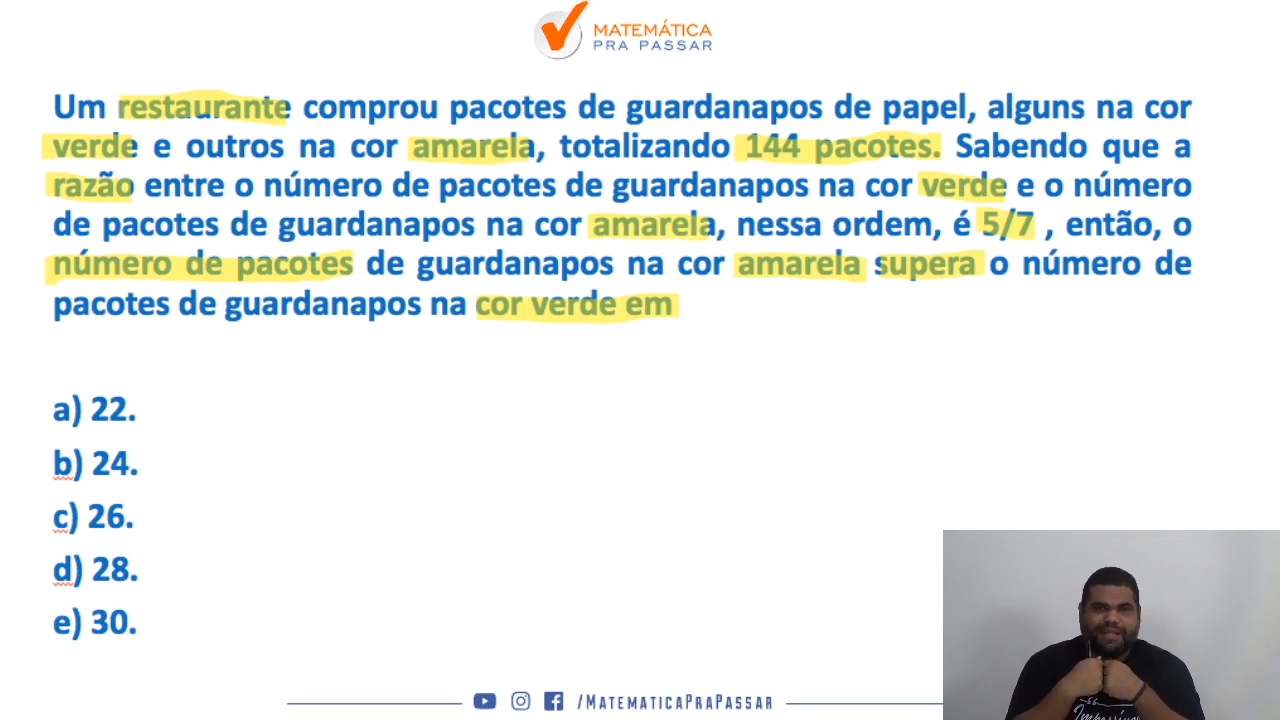 MATEMÁTICA
PRA PASSAR
Um restaurante comprou pacotes de guardanapos de papel, alguns na cor
verde e outros na cor amarela, totalizando 144 pacotes. Sabendo que a
razão entre o número de pacotes de guardanapos na cor verde e o número
de pacotes de guardanapos na cor amarela, nessa ordem, é 5/7 , então, o
número de pacotes de guardanapos na cor amarela supera o número de
pacotes de guardanapos na cor verde em
a) 22.
b) 24.
c) 26.
d) 28.
e) 30.
/MATEMATICAPRAPASSAR